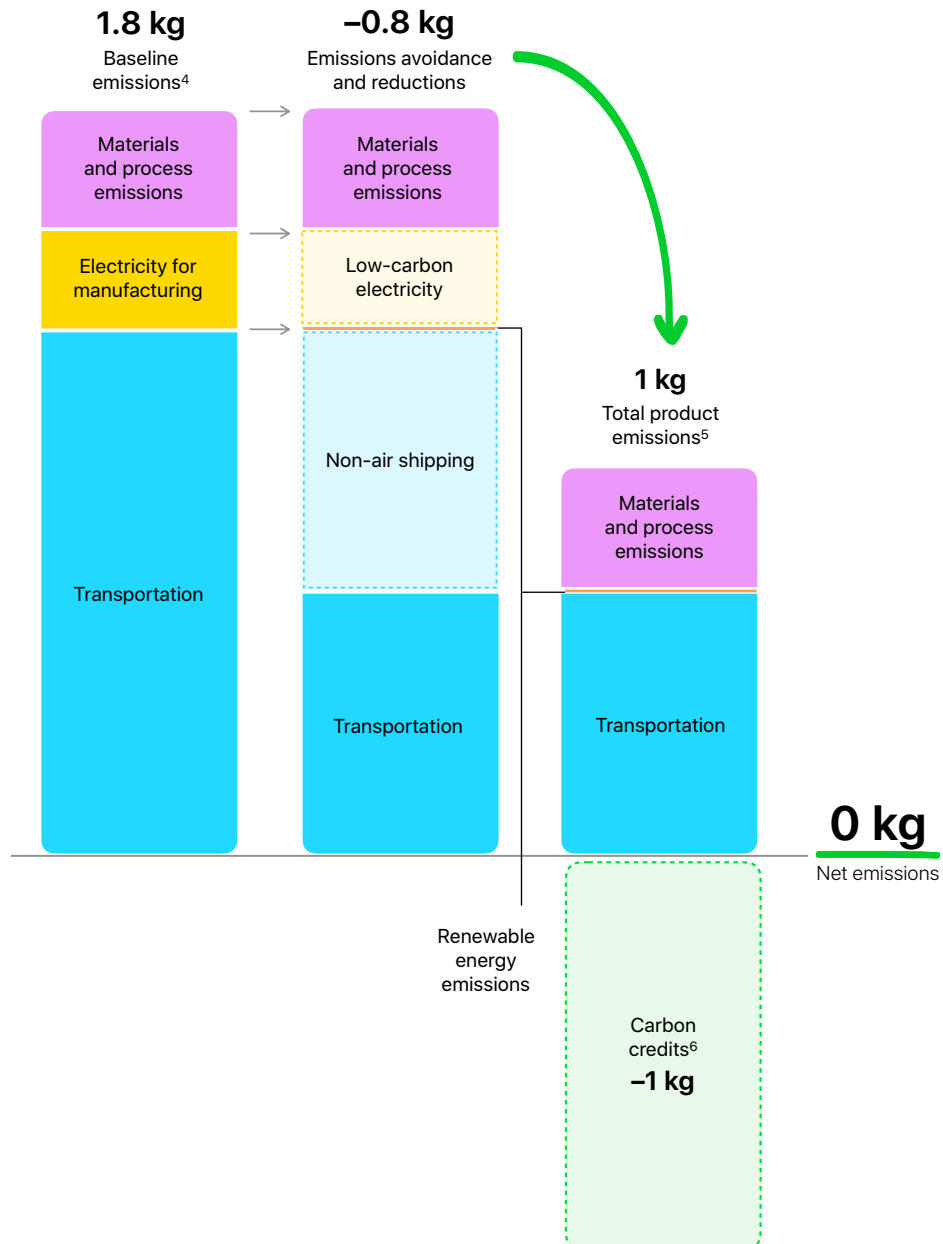 1.8 kg
Baseline
emissions⁴
–0.8 kg
Emissions avoidance
and reductions
Materials
and process
emissions
Electricity for
manufacturing
Transportation
Materials
and process
emissions
Low-carbon
electricity
Non-air shipping
Transportation
1 kg
Total product
emissions⁵
Materials
and process
emissions
Transportation
0 kg
Net emissions
Renewable
energy
emissions
Carbon
credits⁶
–1 kg